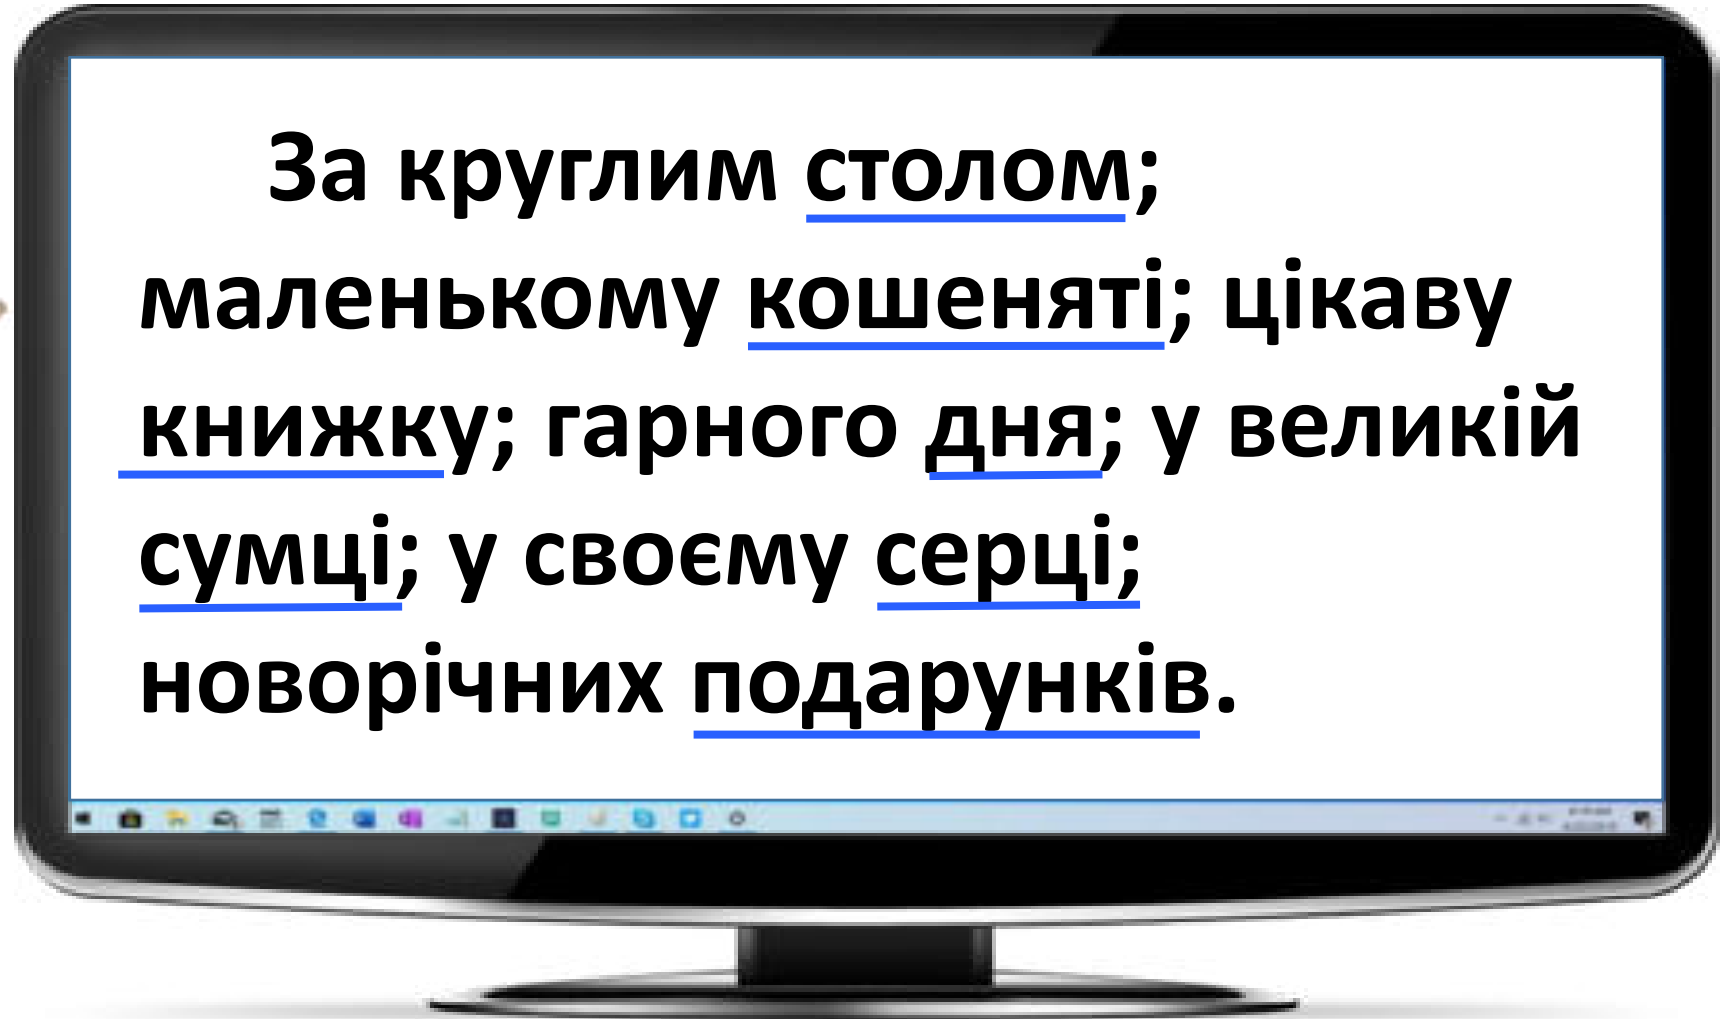 За круглим столом;
маленькому кошеняті; цікаву
книжку; гарного дня; у великій
сумці; у своєму серці;
новорічних подарунків.